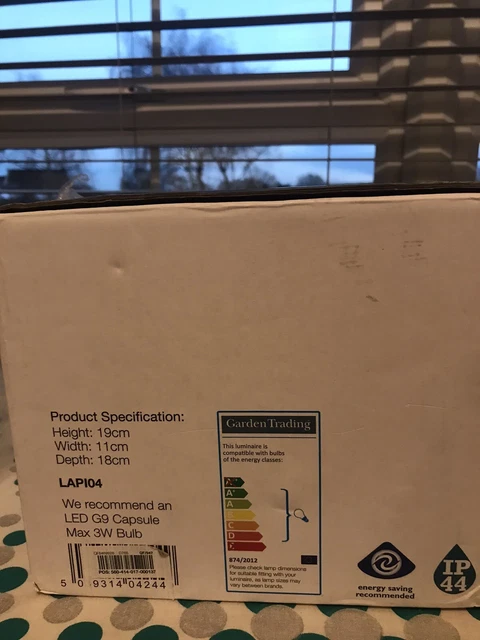 Product Specification:
Height: 19cm
Width: 11cm
Depth: 18cm
LAPI04
We recommend an
LED G9 Capsule
Max 3W Bulb
5 09314 04244
Garden Trading
This luminaire is
compatible with bulbs
of the energy classes:
A
A
B
C
D
E
874/2012
Please check lamp dimensions
for suitable fitting with your
luminaire, as lamp sizes may
vary between brands.
energy saving
recommended
IP
44